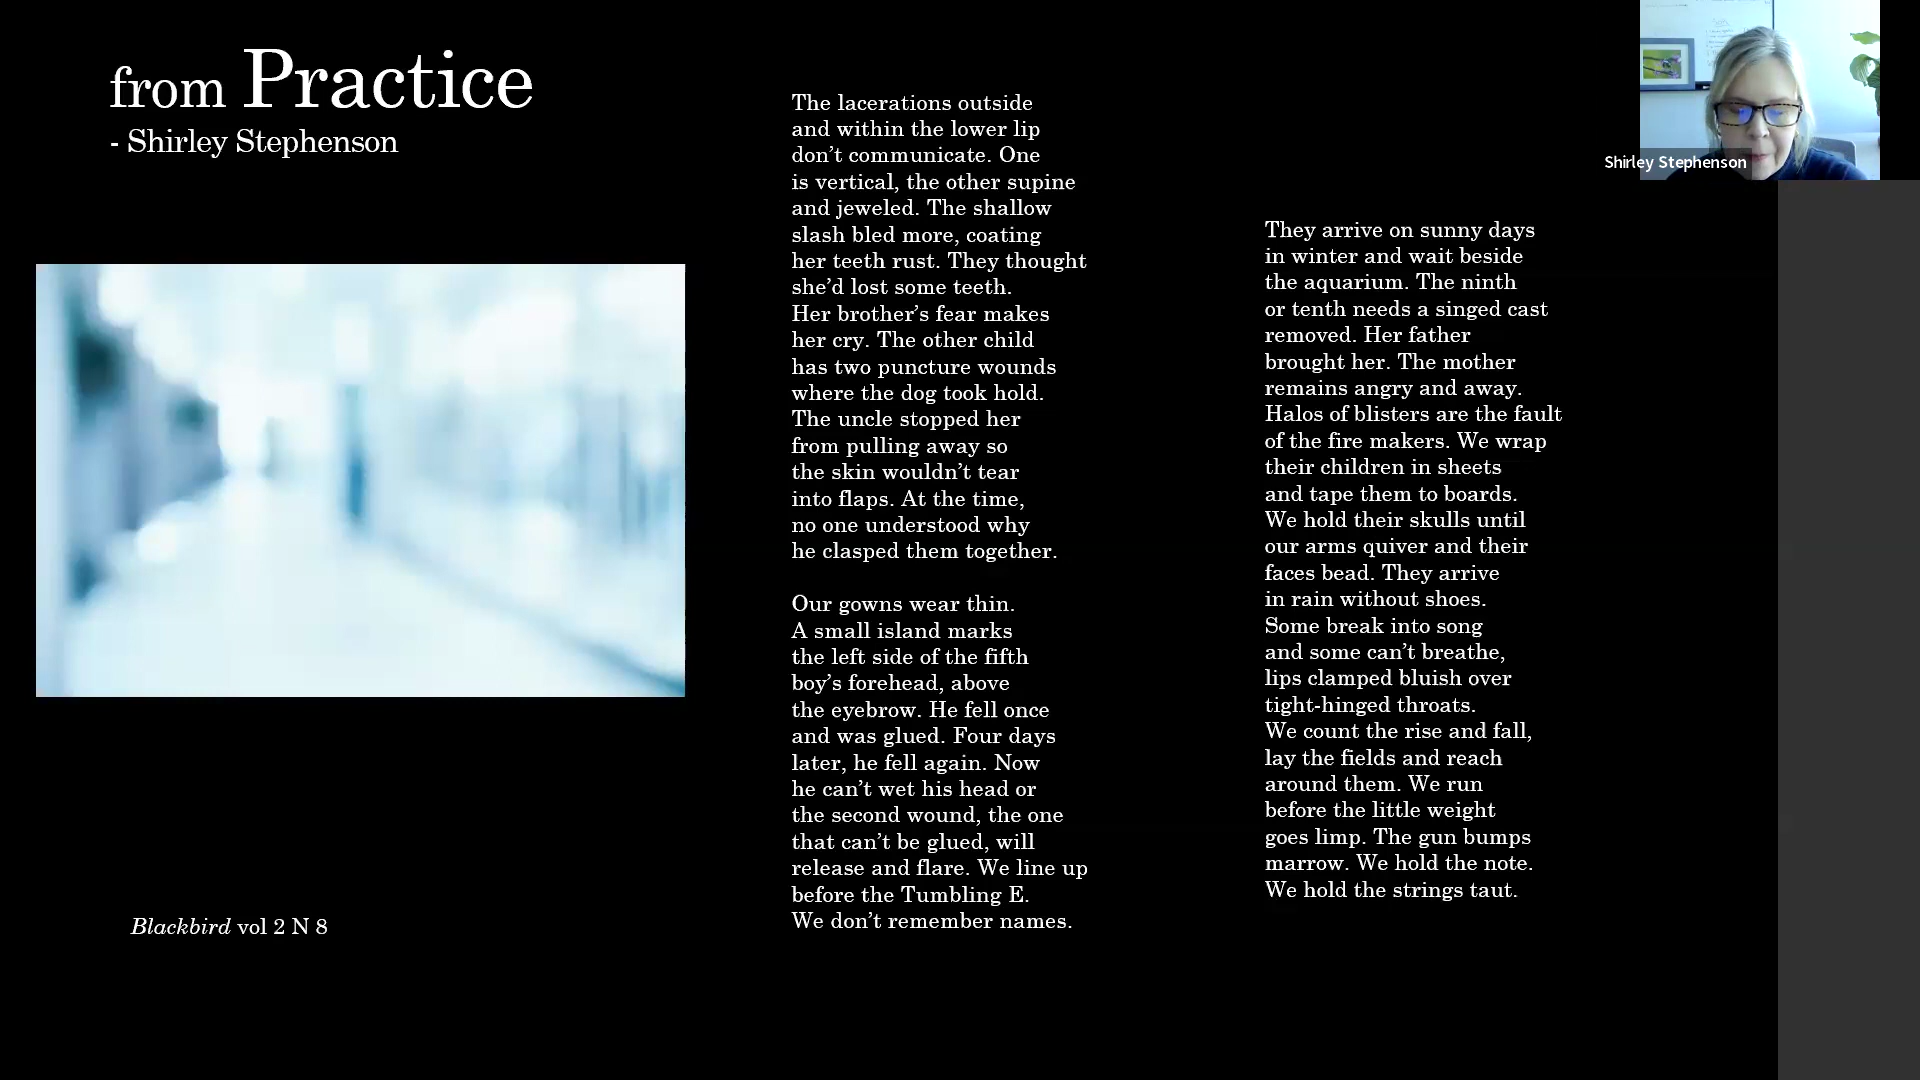 from Practice
- Shirley Stephenson
The lacerations outside
and within the lower lip
don’t communicate. One
is vertical, the other supine
and jeweled. The shallow
slash bled more, coating
her teeth rust. They thought
she’d lost some teeth.
Her brother’s fear makes
her cry. The other child
has two puncture wounds
where the dog took hold.
The uncle stopped her
from pulling away so
the skin wouldn’t tear
into flaps. At the time,
no one understood why
he clasped them together.
Our gowns wear thin.
A small island marks
the left side of the fifth
boy’s forehead, above
the eyebrow. He fell once
and was glued. Four days
later, he fell again. Now
he can’t wet his head or
the second wound, the one
that can’t be glued, will
release and flare. We line up
before the Tumbling E.
We don’t remember names.
They arrive on sunny days
in winter and wait beside
the aquarium. The ninth
or tenth needs a singed cast
removed. Her father
brought her. The mother
remains angry and away.
Halos of blisters are the fault
of the fire makers. We wrap
their children in sheets
and tape them to boards.
We hold their skulls until
our arms quiver and their
faces bead. They arrive
in rain without shoes.
Some break into song
and some can’t breathe,
lips clamped bluish over
tight-hinged throats.
We count the rise and fall,
lay the fields and reach
around them. We run
before the little weight
goes limp. The gun bumps
marrow. We hold the note.
We hold the strings taut.
Blackbird vol 2 N 8
Shirley Stephenson